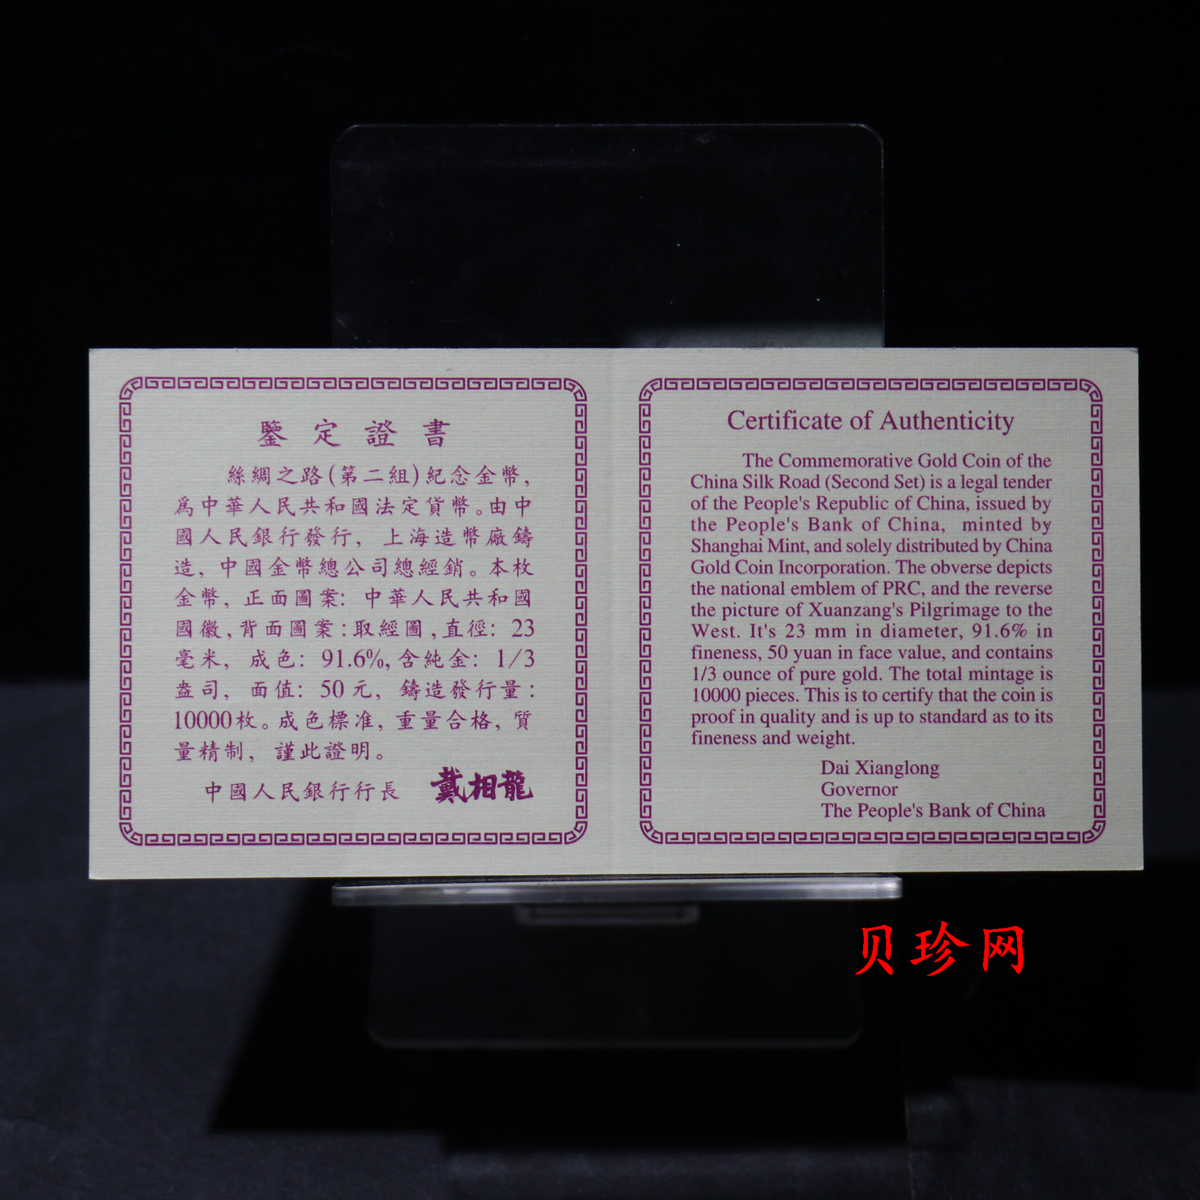 鑒定證書
絲綢之路(第二組)紀念金幣,
爲中華人民共和國法定貨幣。由中
國人民銀行發行, 上海造幣廠鑄
造, 中國金幣總公司總經銷。本枚
金幣, 正面圖案: 中華人民共和國
國徽, 背面圖案: 取經圖, 直徑: 23
毫米, 成色: 91.6%, 含純金: 1/3
盎司, 面值: 50元, 鑄造發行量:
10000枚。成色標准, 重量合格, 質
量精制, 謹此證明。
中國人民銀行行長 戴相龍
Certificate of Authenticity
The Commemorative Gold Coin of the
China Silk Road (Second Set) is a legal tender
of the People's Republic of China, issued by
the People's Bank of China, minted by
Shanghai Mint, and solely distributed by China
Gold Coin Incorporation. The obverse depicts
the national emblem of PRC, and the reverse
the picture of Xuanzang's Pilgrimage to the
West. It's 23 mm in diameter, 91.6% in
fineness, 50 yuan in face value, and contains
1/3 ounce of pure gold. The total mintage is
10000 pieces. This is to certify that the coin is
proof in quality and is up to standard as to its
fineness and weight.
Dai Xianglong
Governor
The People's Bank of China
贝珍网